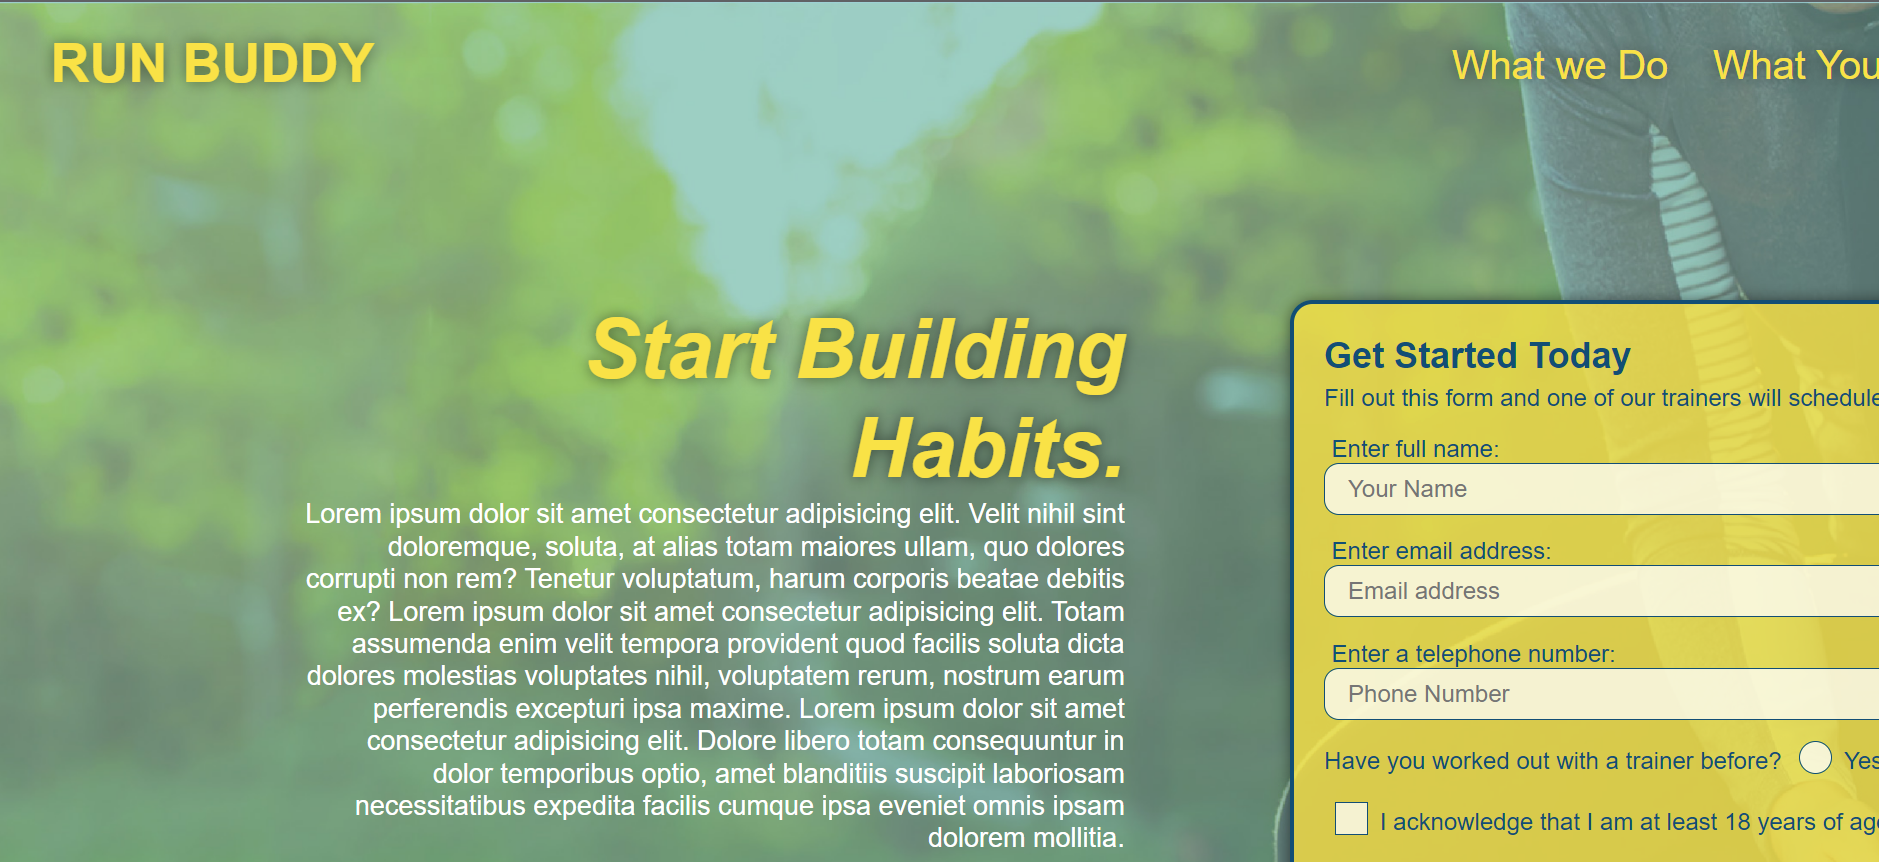 RUN BUDDY
What we Do
What You
Start Building
Habits.
Lorem ipsum dolor sit amet consectetur adipisicing elit. Velit nihil sint
doloremque, soluta, at alias totam maiores ullam, quo dolores
corrupti non rem? Tenetur voluptatum, harum corporis beatae debitis
ex? Lorem ipsum dolor sit amet consectetur adipisicing elit. Totam
assumenda enim velit tempora provident quod facilis soluta dicta
dolores molestias voluptates nihil, voluptatem rerum, nostrum earum
perferendis excepturi ipsa maxime. Lorem ipsum dolor sit amet
consectetur adipisicing elit. Dolore libero totam consequuntur in
dolor temporibus optio, amet blanditiis suscipit laboriosam
necessitatibus expedita facilis cumque ipsa eveniet omnis ipsam
dolorem mollitia.
Get Started Today
Fill out this form and one of our trainers will schedule
Enter full name:
Your Name
Enter email address:
Email address
Enter a telephone number:
Phone Number
Have you worked out with a trainer before? Yes
I acknowledge that I am at least 18 years of